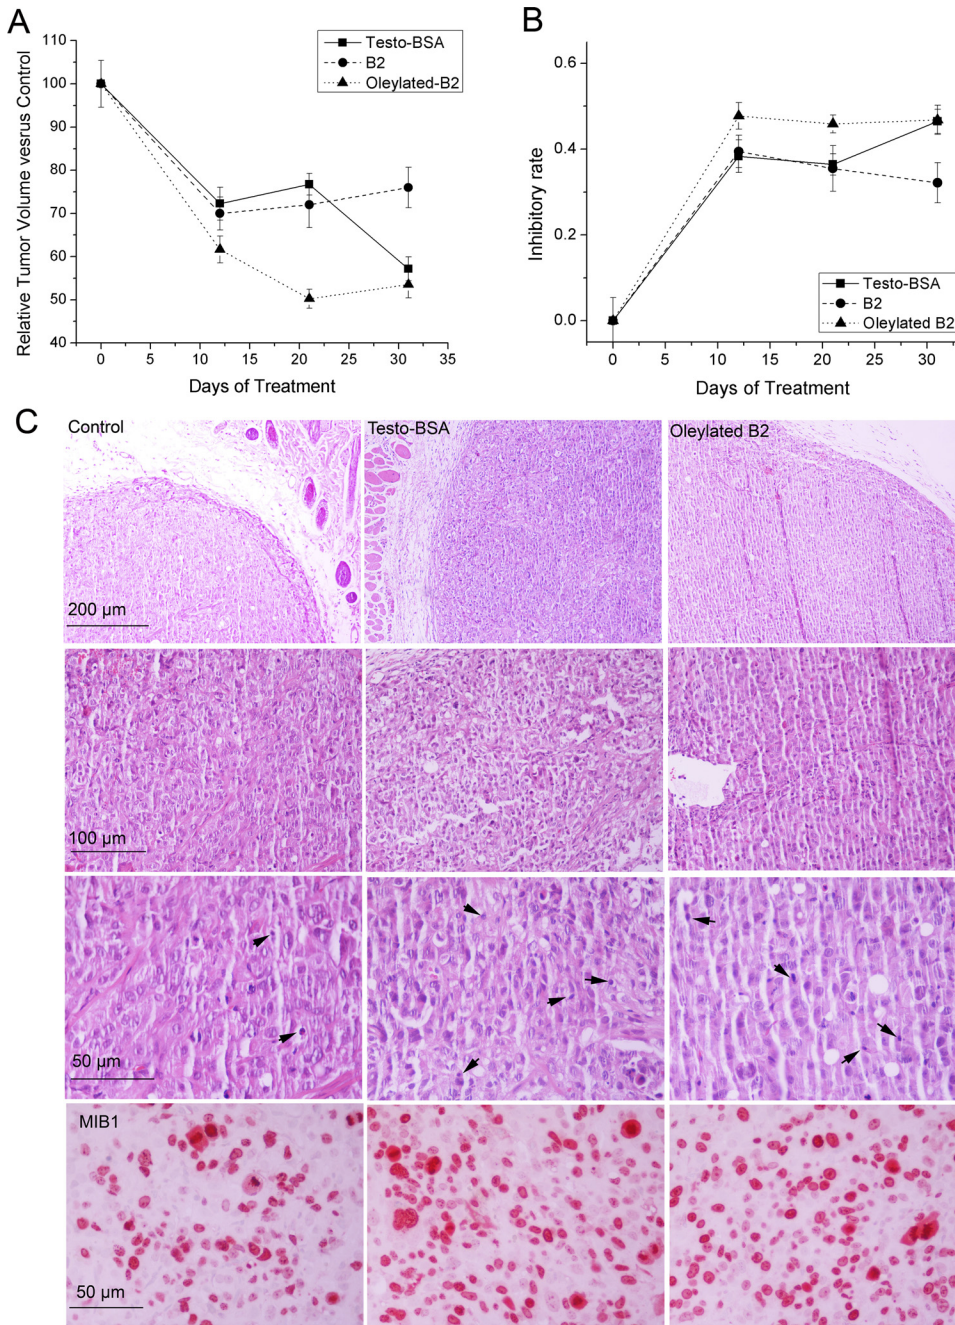 A
Relative Tumor Volume vesrus Control
110
100
90
80
70
60
50
40
0 5 10 15 20 25 30 35
Days of Treatment
Testo-BSA
B2
Oleylated-B2
B
Inhibitory rate
0.6
0.4
0.2
0.0
0 10 20 30
Days of Treatment
Testo-BSA
B2
Oleylated B2
C
Control
Testo-BSA
Oleylated B2
200 µm
100 µm
50 µm
MIB1
50 µm